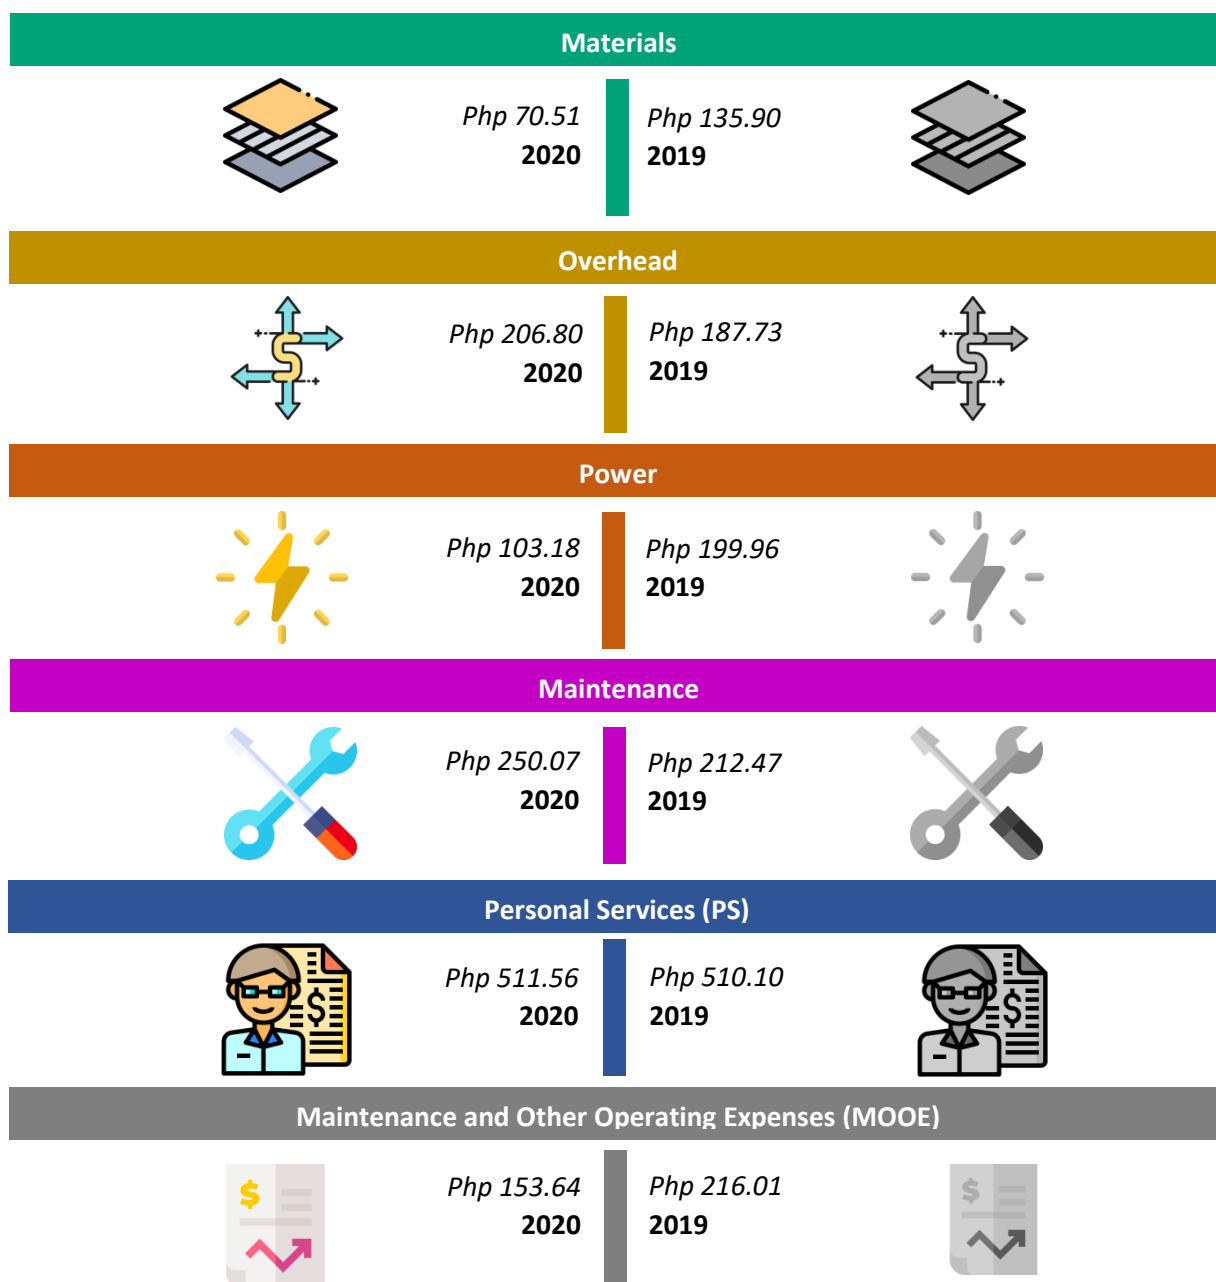 Materials
Php 70.51
2020
Php 135.90
2019
Overhead
Php 206.80
2020
Php 187.73
2019
Power
Php 103.18
2020
Php 199.96
2019
Maintenance
Php 250.07
2020
Php 212.47
2019
Personal Services (PS)
Php 511.56
2020
Php 510.10
2019
$
$
Maintenance and Other Operating Expenses (MOOE)
Php 153.64
2020
Php 216.01
2019
$
$